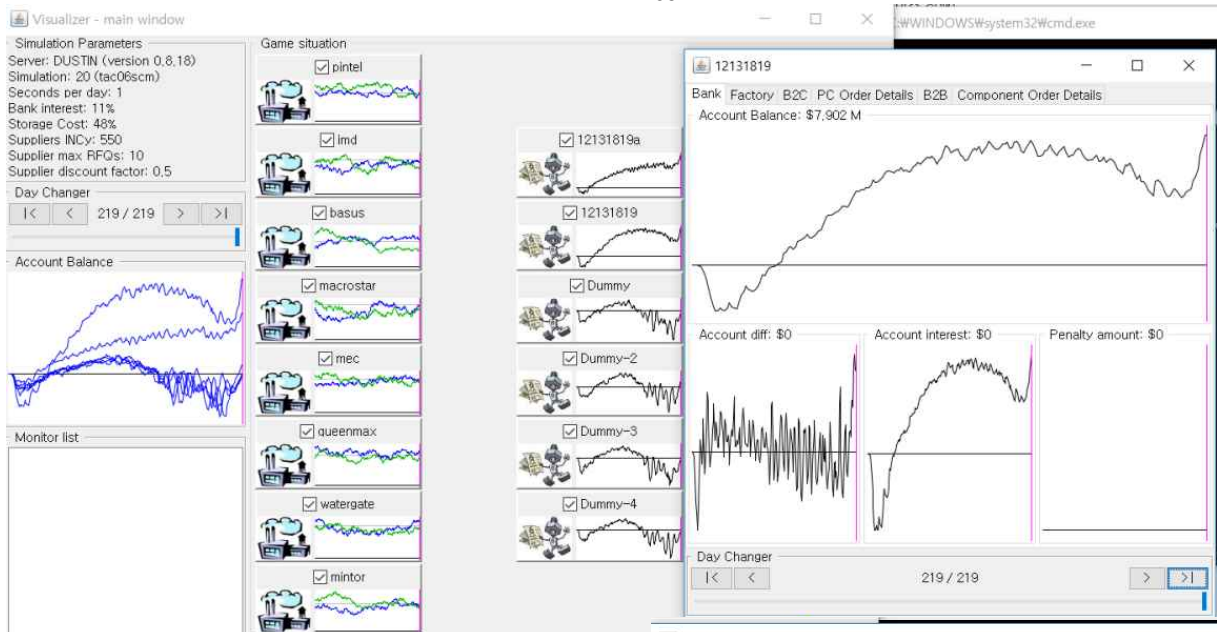 Visualizer - main window
Simulation Parameters
Server: DUSTIN (version 0,8,18)
Simulation: 20 (tac06scm)
Seconds per day: 1
Bank interest: 11%
Storage Cost: 48%
Suppliers INCy: 550
Supplier max RFQs: 10
Supplier discount factor: 0,5
Day Changer
|< < 219 / 219 > >|
Account Balance
Monitor list
Game situation
pintel
imd
basus
macrostar
mec
queenmax
watergate
mintor
12131819a
12131819
Dummy
Dummy-2
Dummy-3
Dummy-4
:₩WINDOWS₩system32₩cmd.exe
12131819
Bank Factory B2C PC Order Details B2B Component Order Details
Account Balance: $7,902 M
Account diff: $0
Account interest: $0
Penalty amount: $0
Day Changer
|< < 219 / 219 > >|